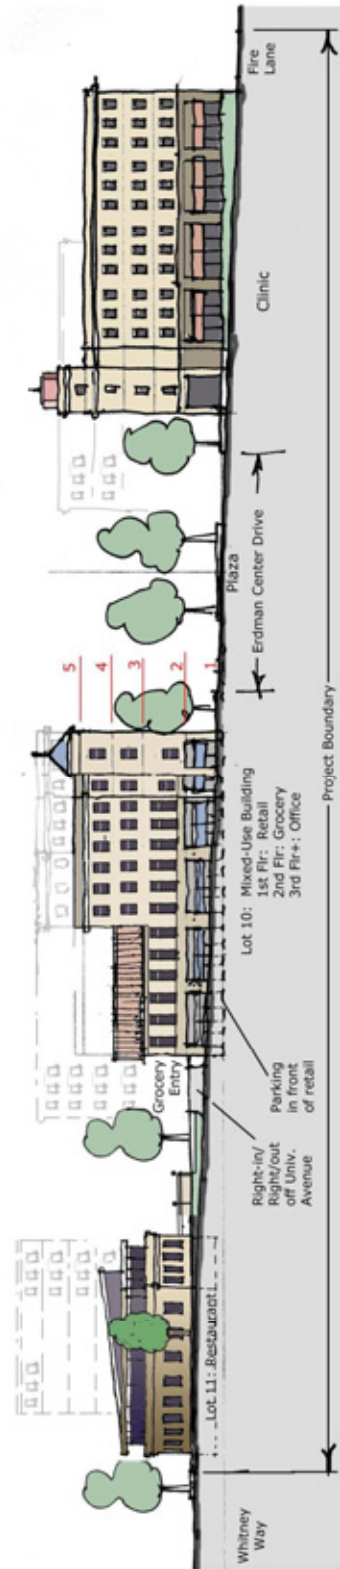 Whitney
Way
Lot 11: Restaurant
Right-in/
Right/out
off Univ.
Avenue
Grocery
Entry
Parking
in front
of retail
Lot 10: Mixed-Use Building
1st Flr: Retail
2nd Flr: Grocery
3rd Flr+: Office
5
4
3
2
1
Plaza
Erdman Center Drive
Clinic
Fire
Lane
Project Boundary